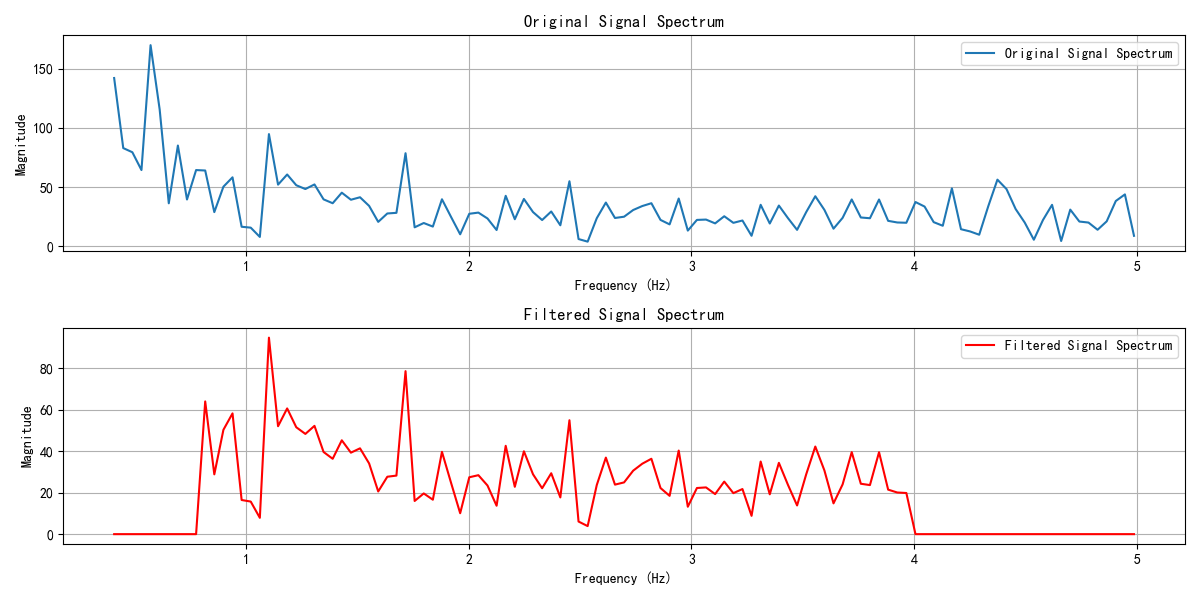 Original Signal Spectrum
Original Signal Spectrum
Magnitude
150
100
50
0
1
2
3
4
5
Frequency (Hz)
Filtered Signal Spectrum
Filtered Signal Spectrum
Magnitude
80
60
40
20
0
1
2
3
4
5
Frequency (Hz)